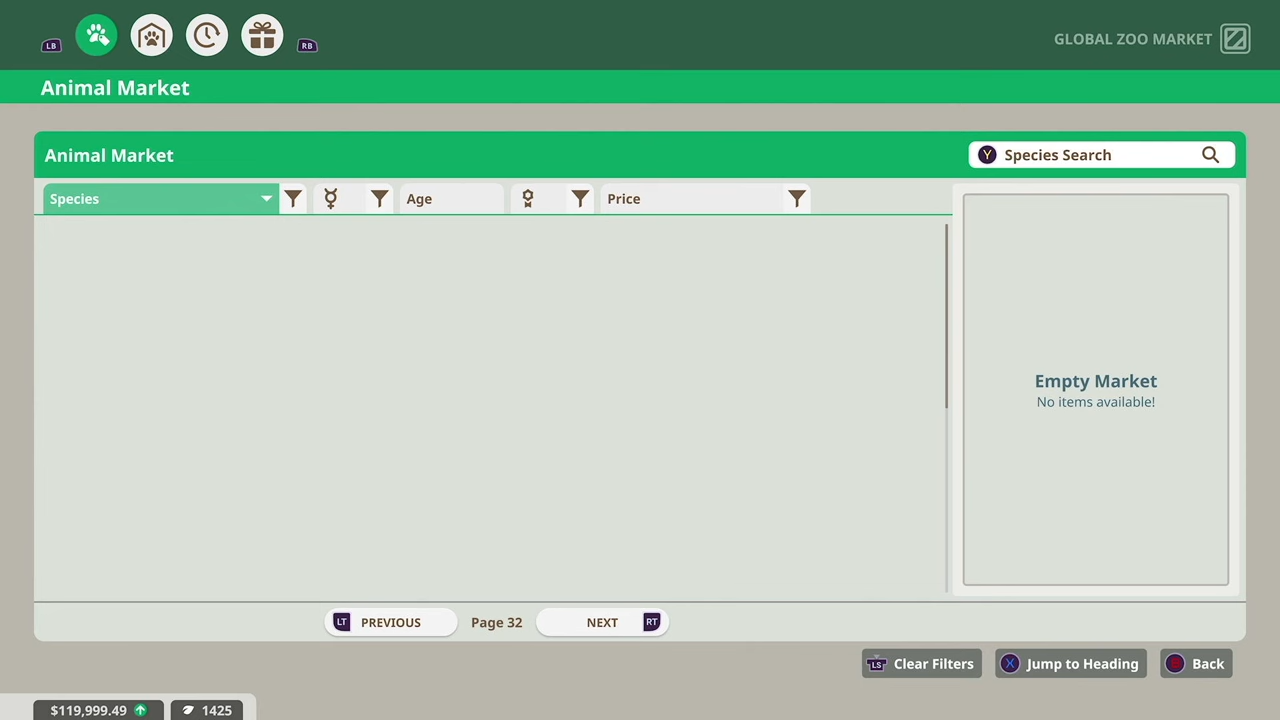 LB
RB
GLOBAL ZOO MARKET
Animal Market
Animal Market
Y Species Search
Species
Age
Price
Empty Market
No items available!
LT PREVIOUS
Page 32
NEXT RT
LS Clear Filters
X Jump to Heading
B Back
$119,999.49
1425